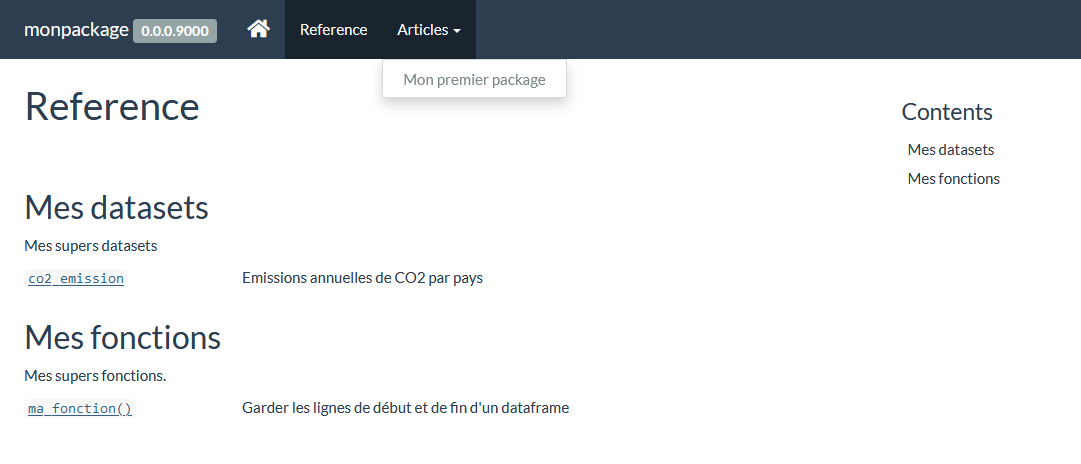 monpackage 0.0.0.9000 Reference Articles
Mon premier package
Reference
Contents
Mes datasets
Mes fonctions
Mes datasets
Mes supers datasets
co2_emission Emissions annuelles de CO2 par pays
Mes fonctions
Mes supers fonctions.
ma_fonction() Garder les lignes de début et de fin d'un dataframe